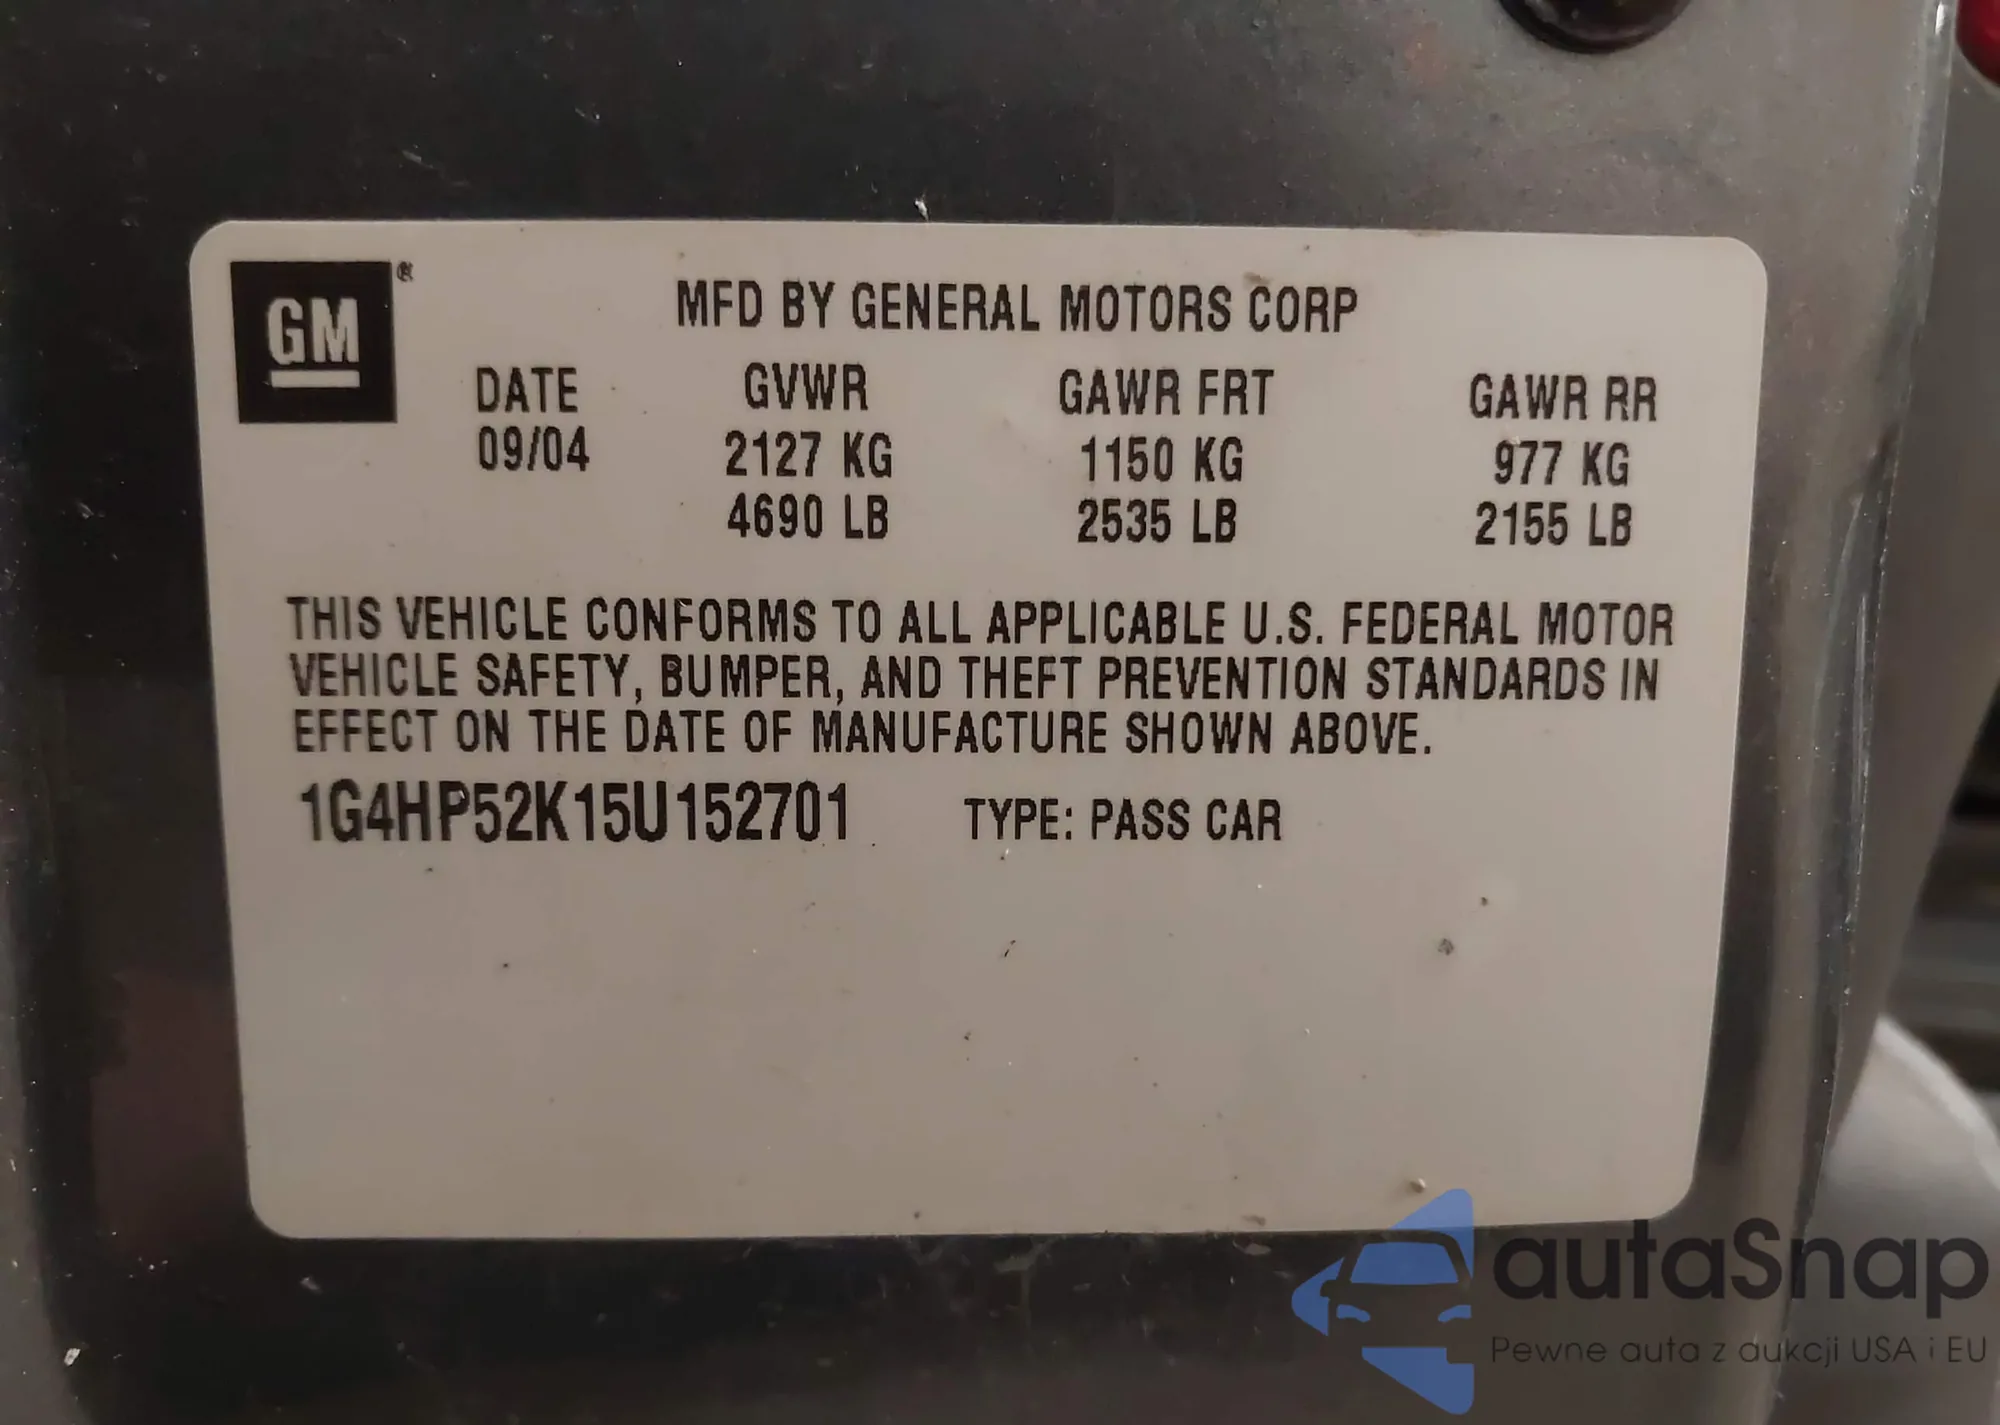 GM®
MFD BY GENERAL MOTORS CORP
DATE GVWR GAWR FRT GAWR RR
09/04 2127 KG 1150 KG 977 KG
4690 LB 2535 LB 2155 LB
THIS VEHICLE CONFORMS TO ALL APPLICABLE U.S. FEDERAL MOTOR
VEHICLE SAFETY, BUMPER, AND THEFT PREVENTION STANDARDS IN
EFFECT ON THE DATE OF MANUFACTURE SHOWN ABOVE.
1G4HP52K15U152701 TYPE: PASS CAR
autaSnap
Pewne auta z aukcji USA i EU